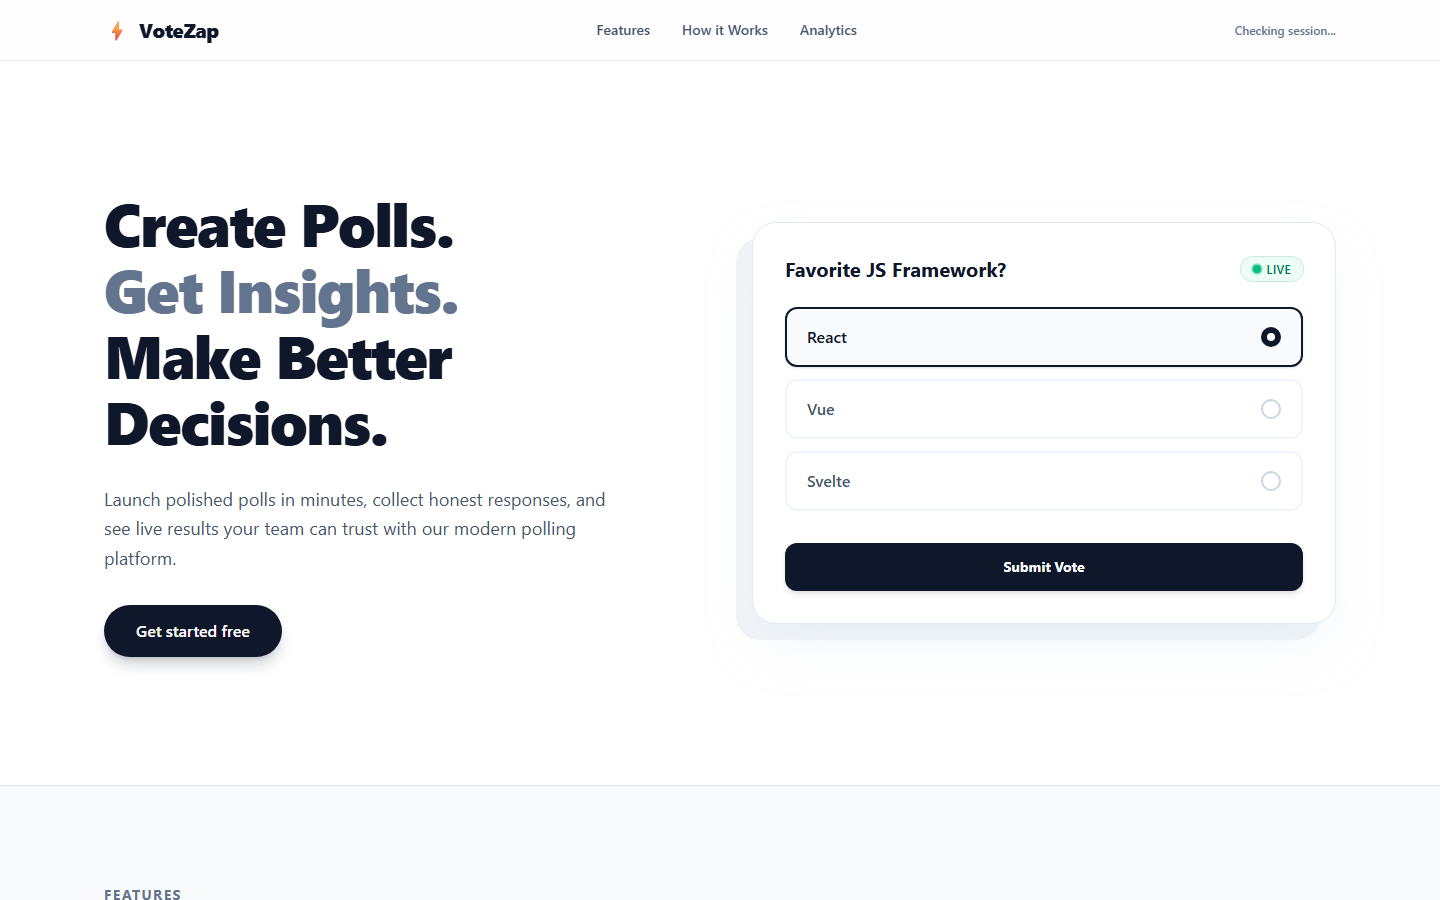 VoteZap
Features
How it Works
Analytics
Checking session...
Create Polls.
Get Insights.
Make Better
Decisions.
Launch polished polls in minutes, collect honest responses, and
see live results your team can trust with our modern polling
platform.
Get started free
Favorite JS Framework?
LIVE
React
Vue
Svelte
Submit Vote
FEATURES